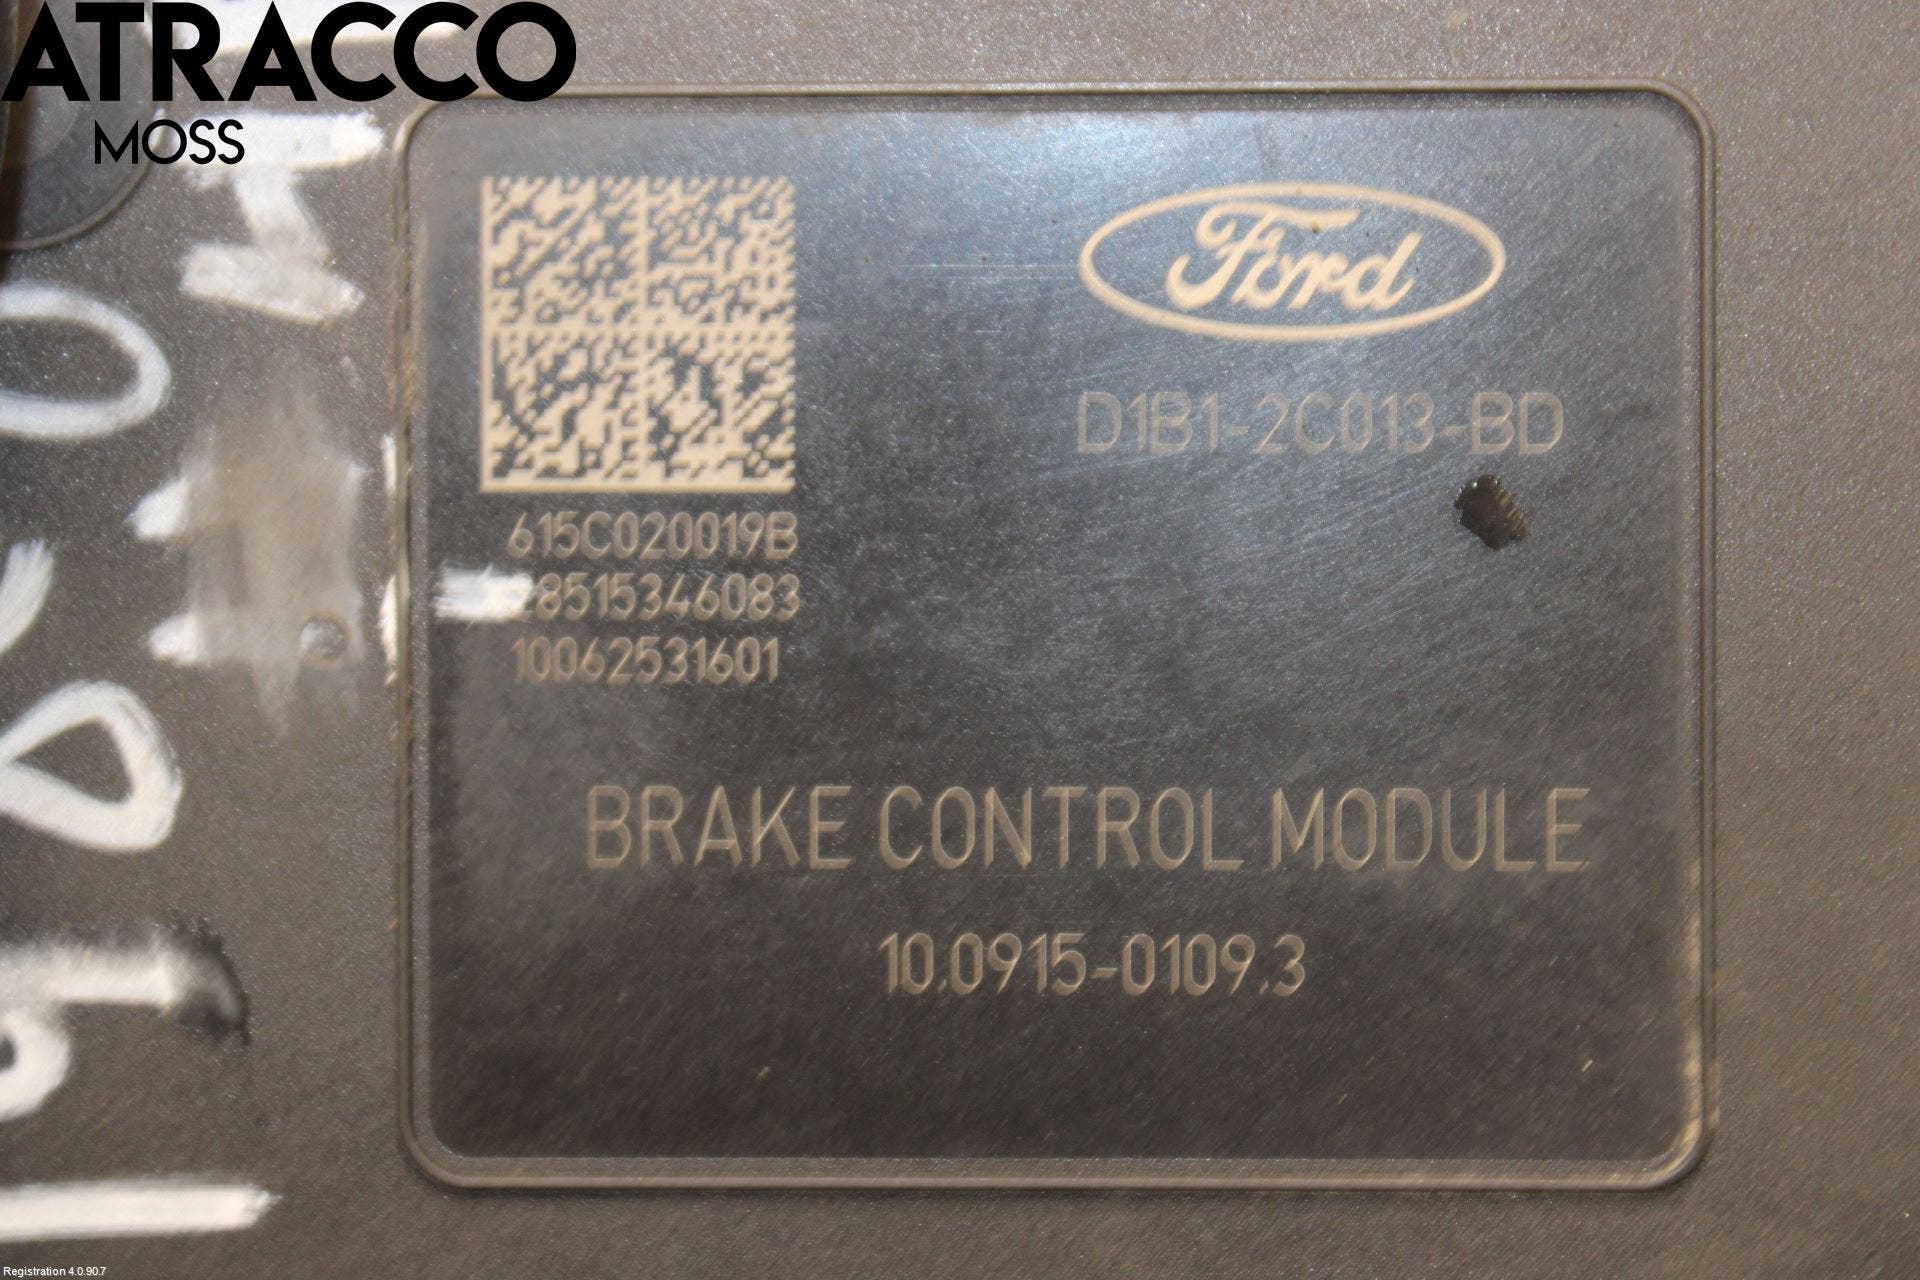 ATRACCO
MOSS
Ford
D1B1-2C013-BD
615C020019B
28515346083
10062531601
BRAKE CONTROL MODULE
10.0915-0109.3
Registration 4.0.90.7